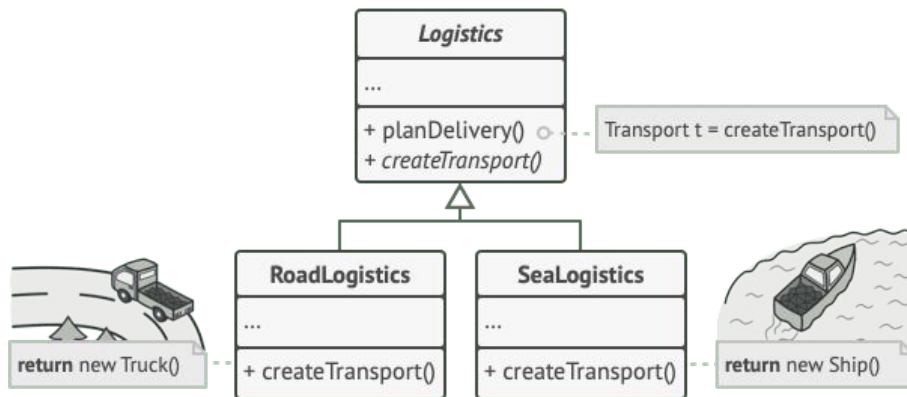 Logistics
...
+ planDelivery()
+ createTransport()
Transport t = createTransport()
RoadLogistics
...
+ createTransport()
return new Truck()
SeaLogistics
...
+ createTransport()
return new Ship()